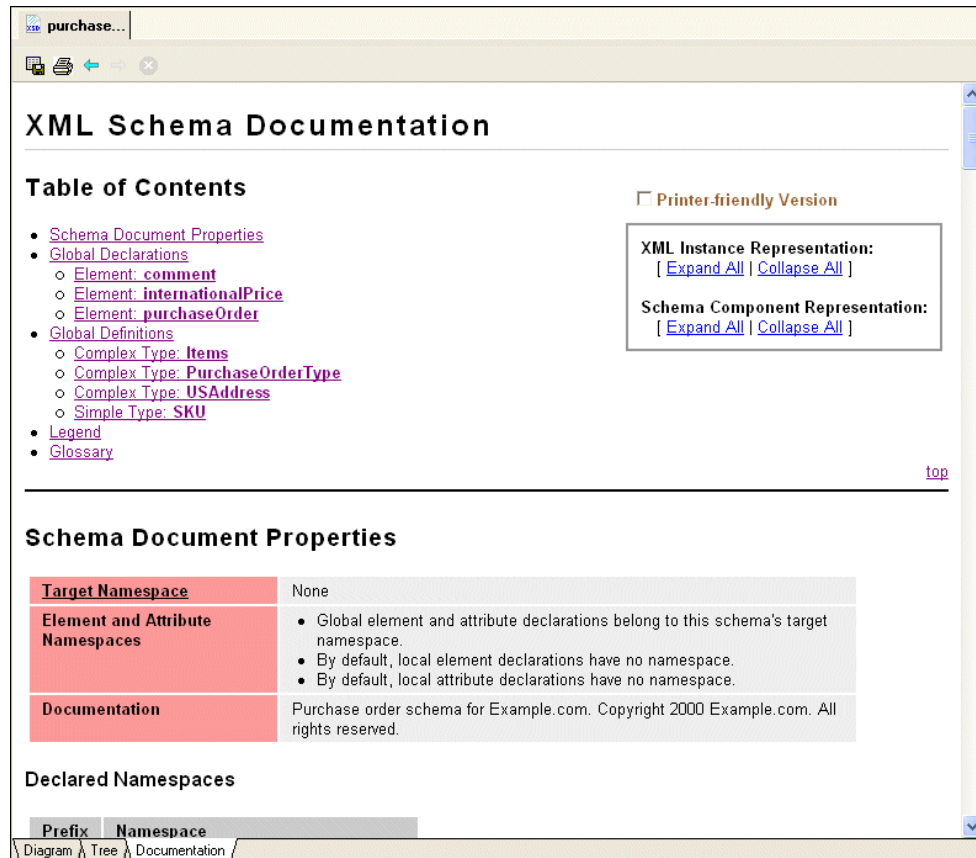 XSD purchase...
XML Schema Documentation
Table of Contents
Printer-friendly Version
• Schema Document Properties
• Global Declarations
o Element: comment
o Element: internationalPrice
o Element: purchaseOrder
• Global Definitions
o Complex Type: Items
o Complex Type: PurchaseOrderType
o Complex Type: USAddress
o Simple Type: SKU
• Legend
• Glossary
XML Instance Representation:
[ Expand All | Collapse All ]
Schema Component Representation:
[ Expand All | Collapse All ]
top
Schema Document Properties
Target Namespace None
Element and Attribute Namespaces
• Global element and attribute declarations belong to this schema's target
namespace.
• By default, local element declarations have no namespace.
• By default, local attribute declarations have no namespace.
Documentation Purchase order schema for Example.com. Copyright 2000 Example.com. All
rights reserved.
Declared Namespaces
Prefix Namespace
Diagram Tree Documentation